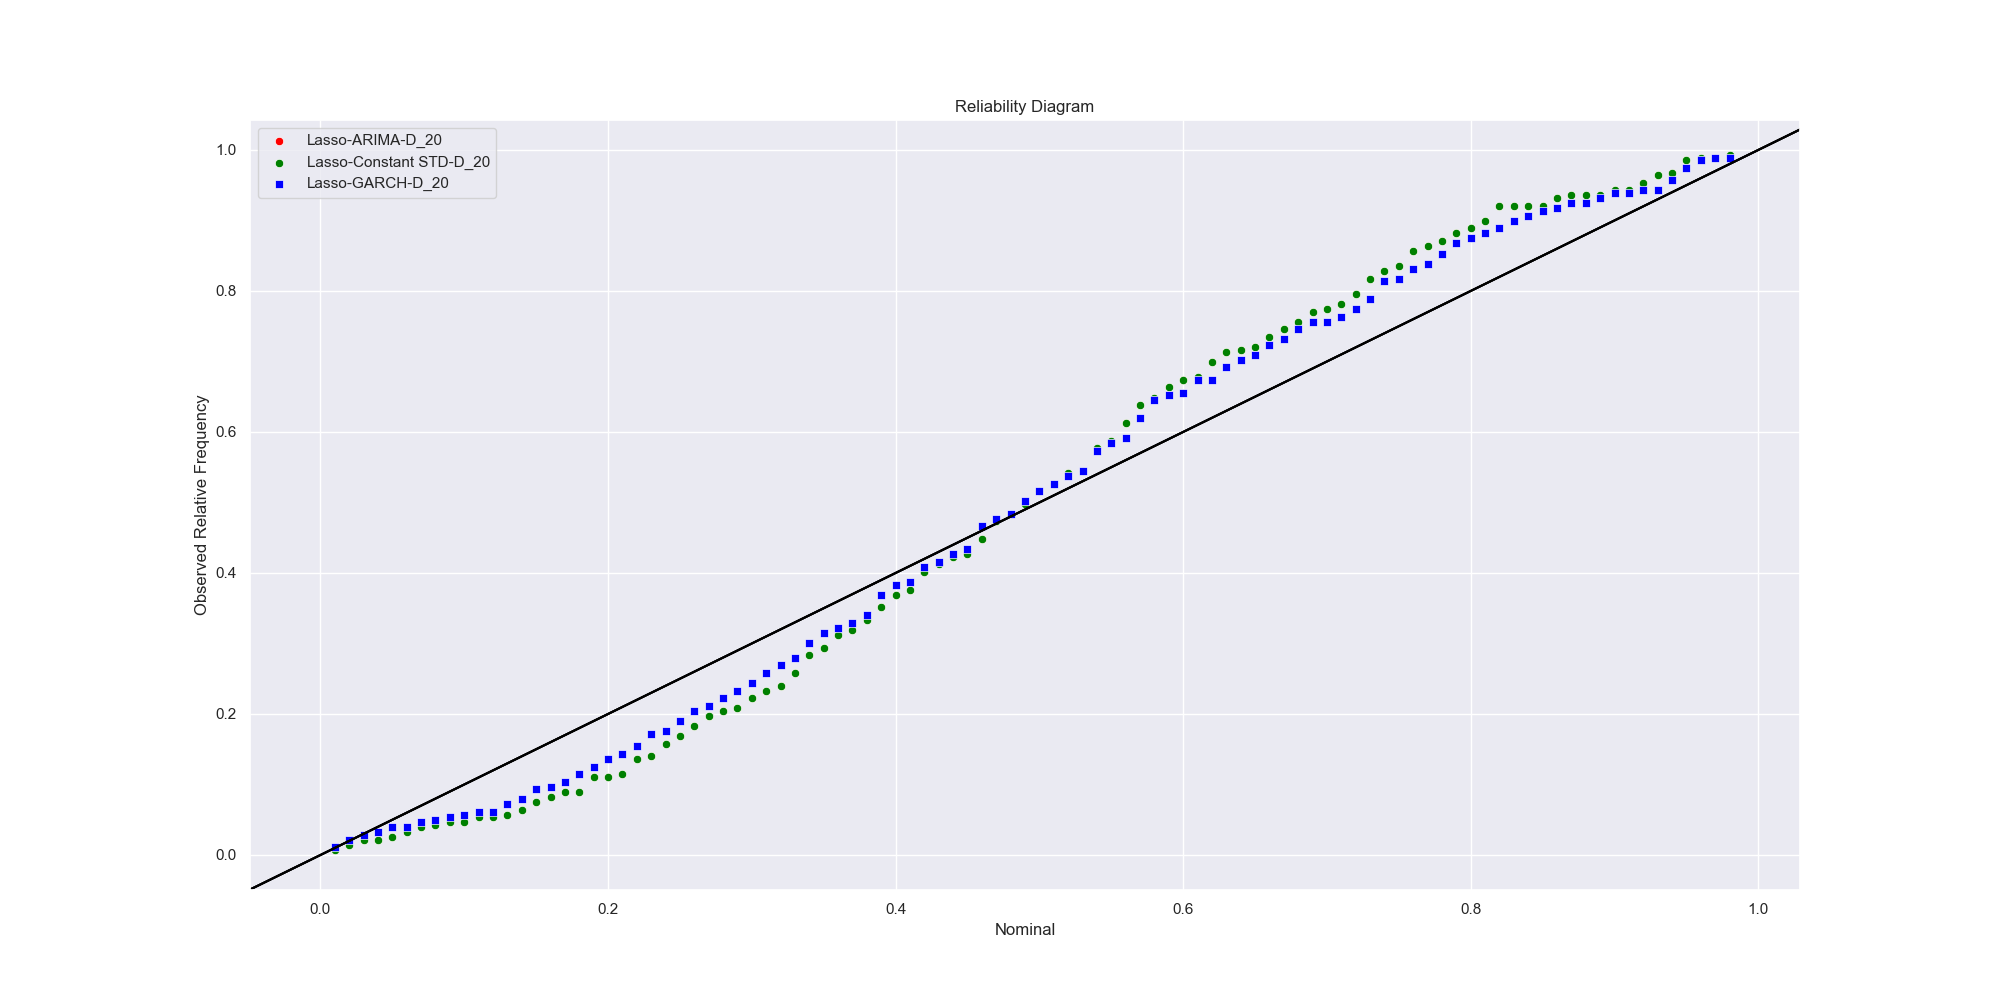 Reliability Diagram
Lasso-ARIMA-D_20
Lasso-Constant STD-D_20
Lasso-GARCH-D_20
1.0
0.8
0.6
0.4
0.2
0.0
Observed Relative Frequency
0.0 0.2 0.4 0.6 0.8 1.0
Nominal